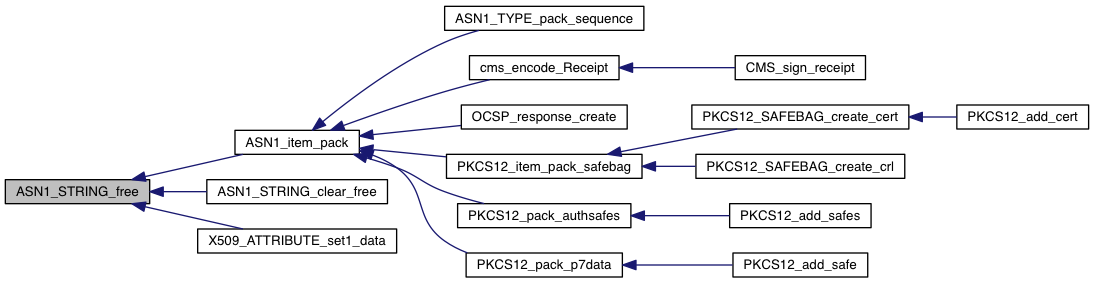 ASN1_TYPE_pack_sequence
cms_encode_Receipt
CMS_sign_receipt
OCSP_response_create
PKCS12_SAFEBAG_create_cert
PKCS12_add_cert
ASN1_item_pack
PKCS12_item_pack_safebag
PKCS12_SAFEBAG_create_crl
ASN1_STRING_free
ASN1_STRING_clear_free
PKCS12_pack_authsafes
PKCS12_add_safes
X509_ATTRIBUTE_set1_data
PKCS12_pack_p7data
PKCS12_add_safe